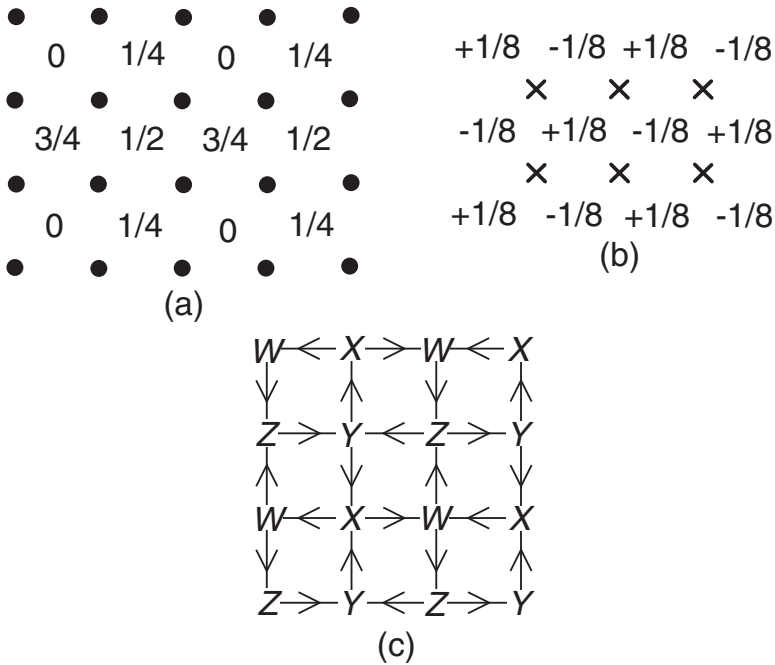 0 1/4 0 1/4
3/4 1/2 3/4 1/2
0 1/4 0 1/4
(a)
+1/8 -1/8 +1/8 -1/8
-1/8 +1/8 -1/8 +1/8
+1/8 -1/8 +1/8 -1/8
(b)
W X W X
Z Y Z Y
W X W X
Z Y Z Y
(c)